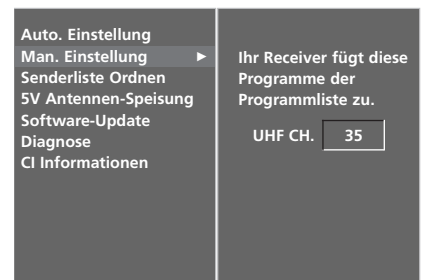 Auto. Einstellung
Man. Einstellung ►
Senderliste Ordnen
5V Antennen-Speisung
Software-Update
Diagnose
CI Informationen
Ihr Receiver fügt diese
Programme der
Programmliste zu.
UHF CH. 35